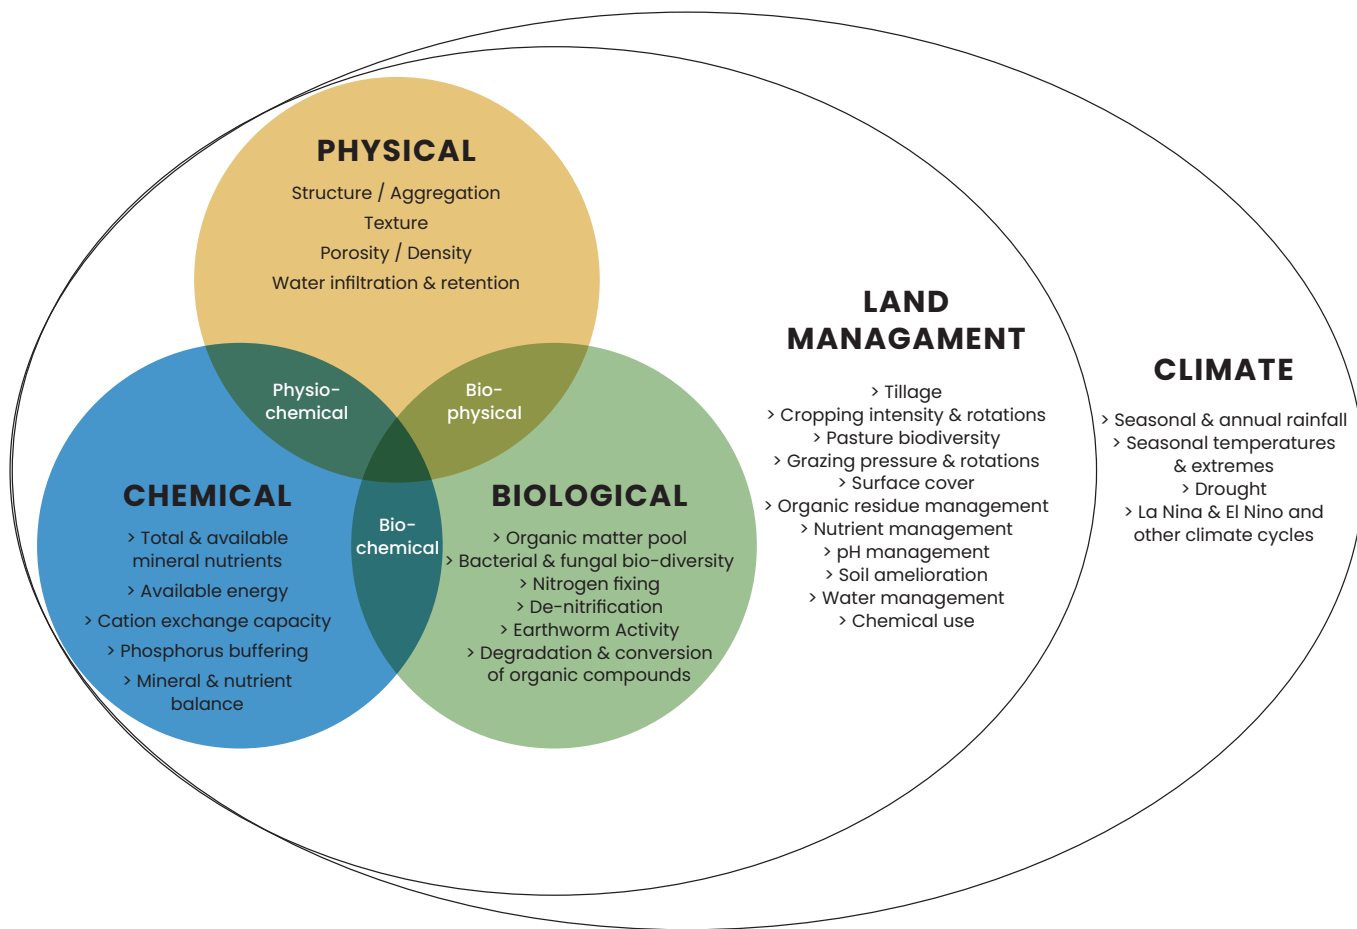 PHYSICAL
Structure / Aggregation
Texture
Porosity / Density
Water infiltration & retention
Physio-
chemical
Bio-
physical
CHEMICAL
> Total & available
mineral nutrients
> Available energy
> Cation exchange capacity
> Phosphorus buffering
> Mineral & nutrient
balance
Bio-
chemical
BIOLOGICAL
> Organic matter pool
> Bacterial & fungal bio-diversity
> Nitrogen fixing
> De-nitrification
> Earthworm Activity
> Degradation & conversion
of organic compounds
LAND
MANAGAMENT
> Tillage
> Cropping intensity & rotations
> Pasture biodiversity
> Grazing pressure & rotations
> Surface cover
> Organic residue management
> Nutrient management
> pH management
> Soil amelioration
> Water management
> Chemical use
CLIMATE
> Seasonal & annual rainfall
> Seasonal temperatures
& extremes
> Drought
> La Nina & El Nino and
other climate cycles